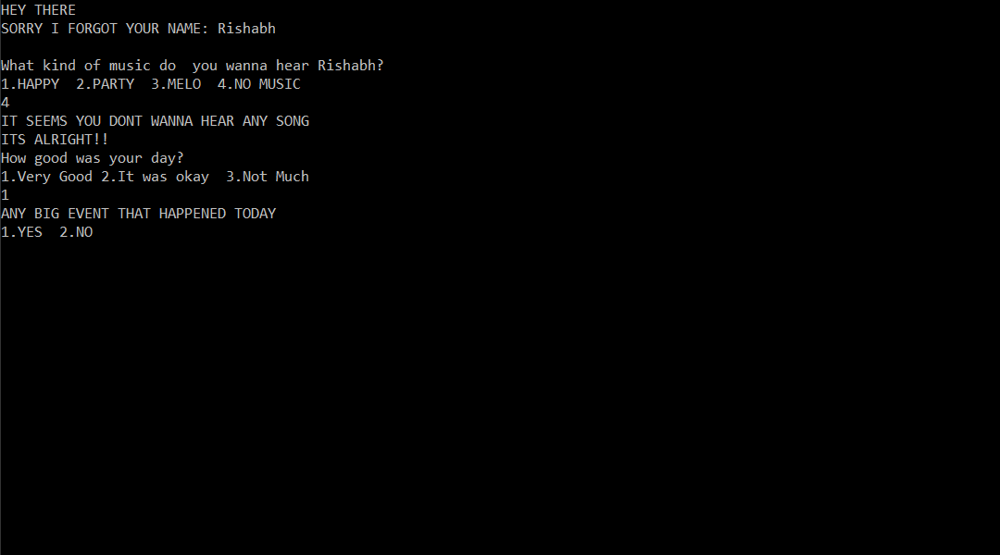 HEY THERE
SORRY I FORGOT YOUR NAME: Rishabh
What kind of music do  you wanna hear Rishabh?
1.HAPPY  2.PARTY  3.MELO  4.NO MUSIC
4
IT SEEMS YOU DONT WANNA HEAR ANY SONG
ITS ALRIGHT!!
How good was your day?
1.Very Good 2.It was okay  3.Not Much
1
ANY BIG EVENT THAT HAPPENED TODAY
1.YES  2.NO